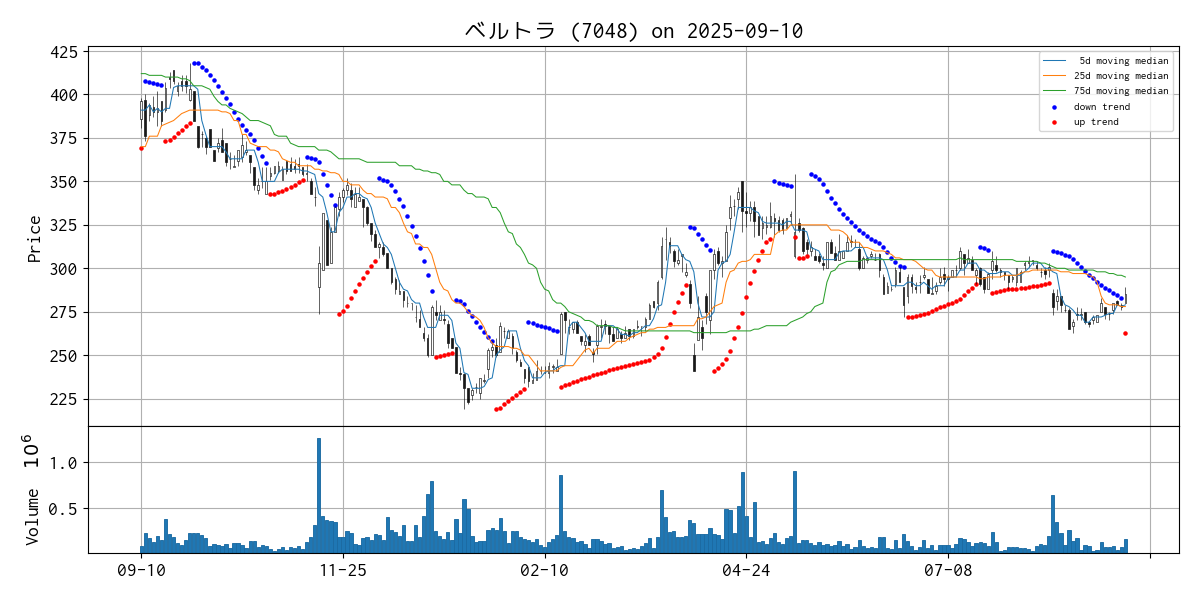 ベルトラ (7048) on 2025-09-10
425
400
375
350
325
300
275
250
225
Price
5d moving median
25d moving median
75d moving median
down trend
up trend
1.0
0.5
Volume 10^6
09-10
11-25
02-10
04-24
07-08